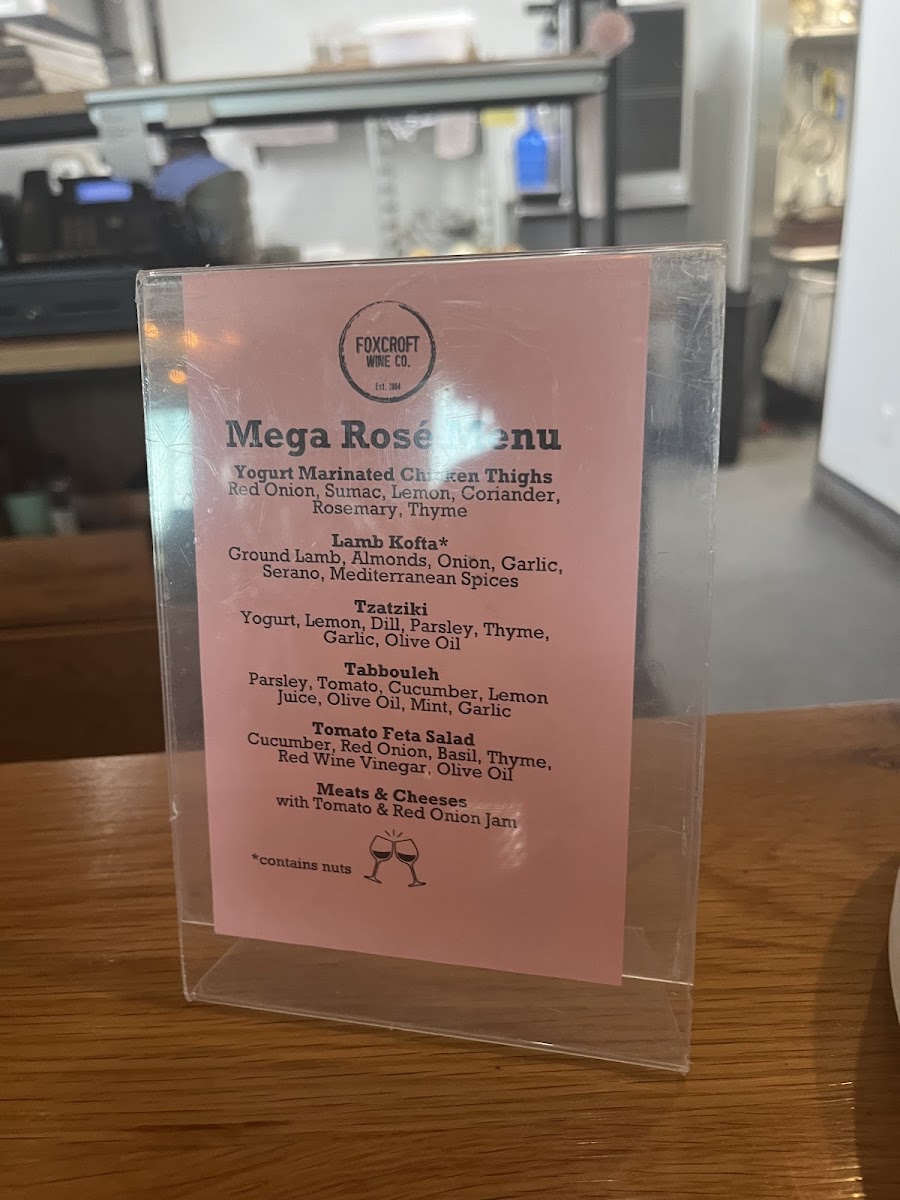 FOXCROFT
WINE CO.
Est. 2004
Mega Rosé Menu
Yogurt Marinated Chicken Thighs
Red Onion, Sumac, Lemon, Coriander,
Rosemary, Thyme
Lamb Kofta*
Ground Lamb, Almonds, Onion, Garlic,
Serano, Mediterranean Spices
Tzatziki
Yogurt, Lemon, Dill, Parsley, Thyme,
Garlic, Olive Oil
Tabbouleh
Parsley, Tomato, Cucumber, Lemon
Juice, Olive Oil, Mint, Garlic
Tomato Feta Salad
Cucumber, Red Onion, Basil, Thyme,
Red Wine Vinegar, Olive Oil
Meats & Cheeses
with Tomato & Red Onion Jam
*contains nuts